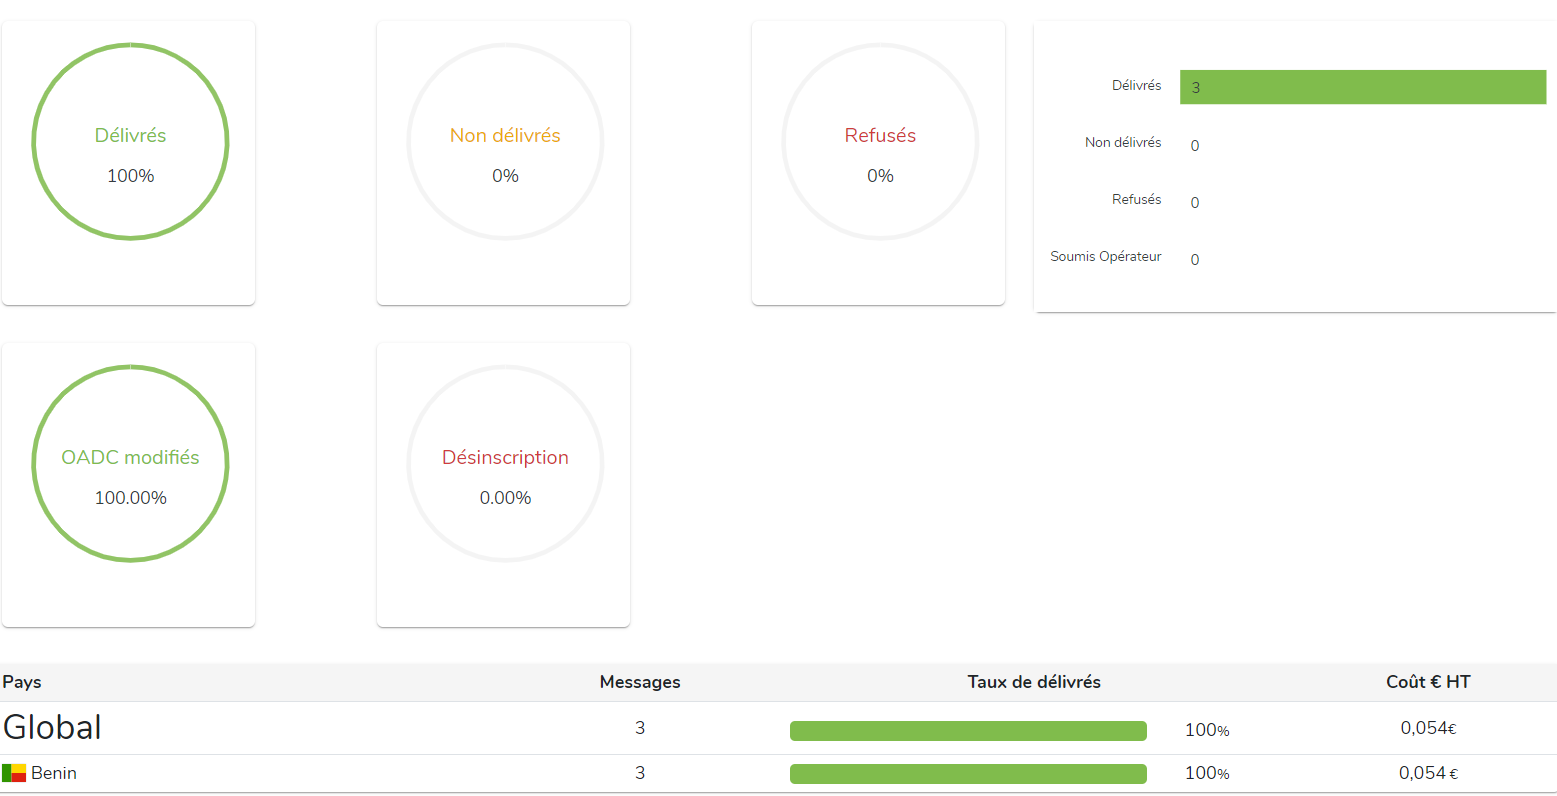 Délivrés
100%
Non délivrés
0%
Refusés
0%
Délivrés 3
Non délivrés 0
Refusés 0
Soumis Opérateur 0
OADC modifiés
100.00%
Désinscription
0.00%
Pays Messages Taux de délivrés Coût € HT
Global 3 100% 0,054€
Benin 3 100% 0,054 €